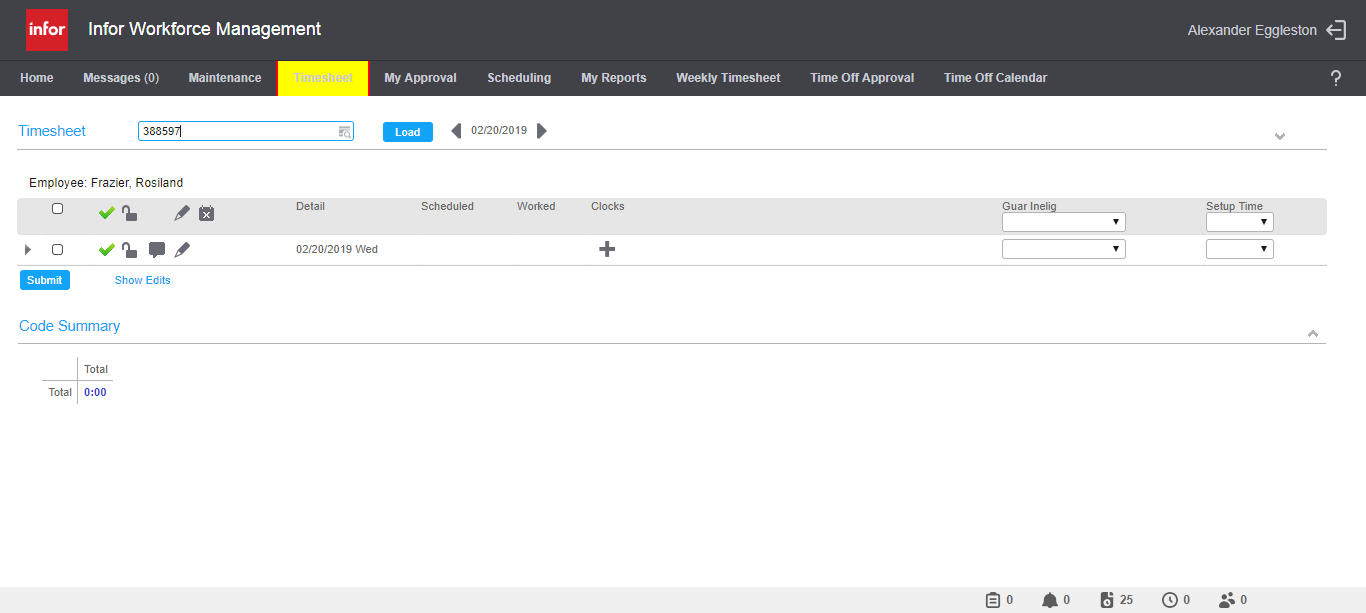 infor Infor Workforce Management Alexander Eggleston
Home Messages (0) Maintenance Timesheet My Approval Scheduling My Reports Weekly Timesheet Time Off Approval Time Off Calendar ?
Timesheet 388597 Load 02/20/2019
Employee: Frazier, Rosiland
Detail Scheduled Worked Clocks Guar Inelig Setup Time
02/20/2019 Wed
Submit Show Edits
Code Summary
Total
Total 0:00
0 0 25 0 0